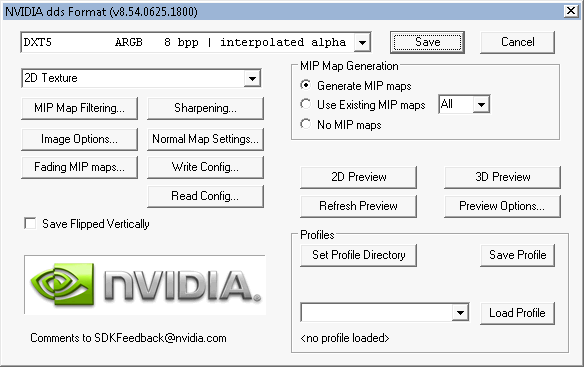 NVIDIA dds Format (v8.54.0625.1800)
DXT5 ARGB 8 bpp | interpolated alpha
Save
Cancel
2D Texture
MIP Map Generation
Generate MIP maps
Use Existing MIP maps
All
No MIP maps
MIP Map Filtering...
Sharpening...
Image Options...
Normal Map Settings...
Fading MIP maps...
Write Config...
Read Config...
2D Preview
3D Preview
Refresh Preview
Preview Options...
Save Flipped Vertically
Profiles
Set Profile Directory
Save Profile
Load Profile
<no profile loaded>
nVIDIA.
Comments to SDKFeedback@nvidia.com